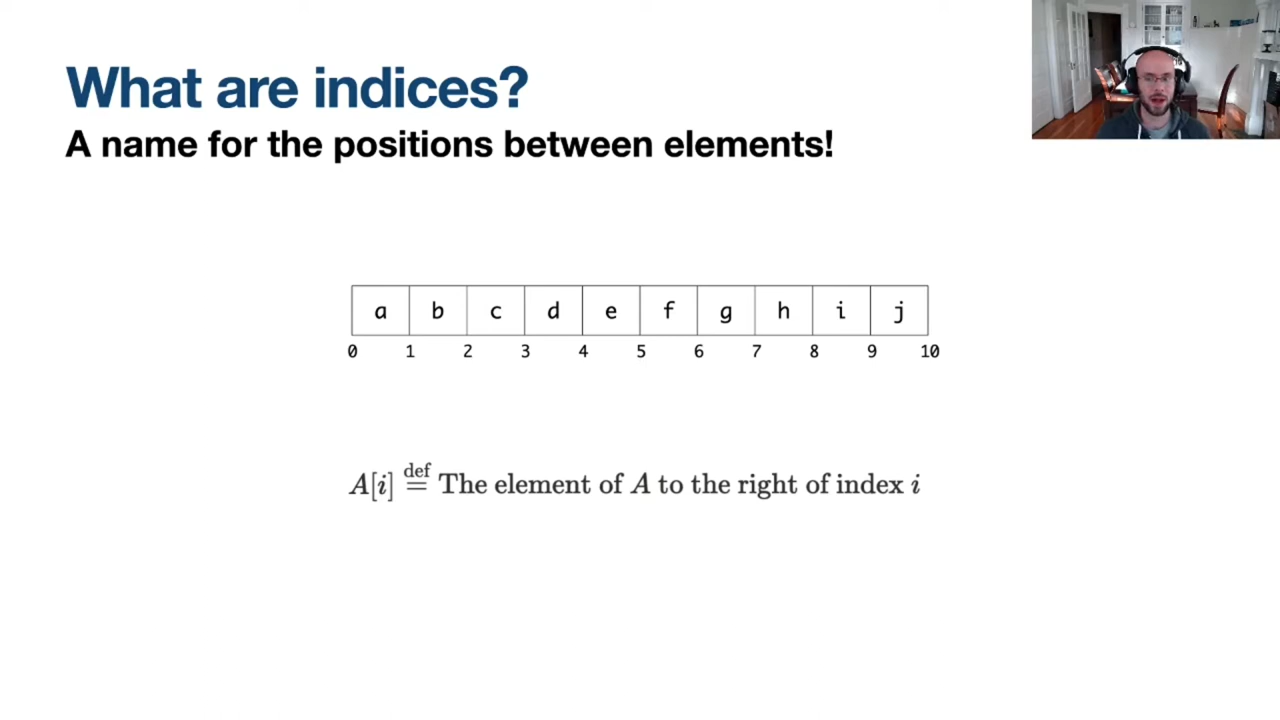 What are indices?
A name for the positions between elements!
a b c d e f g h i j
0 1 2 3 4 5 6 7 8 9 10
A[i] def= The element of A to the right of index i